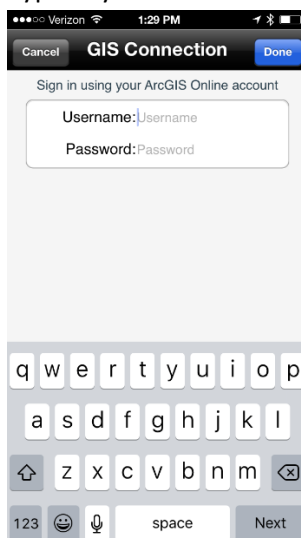 Verizon 1:29 PM
Cancel GIS Connection Done
Sign in using your ArcGIS Online account
Username: Username
Password: Password
q w e r t y u i o p
a s d f g h j k l
z x c v b n m
123 space Next